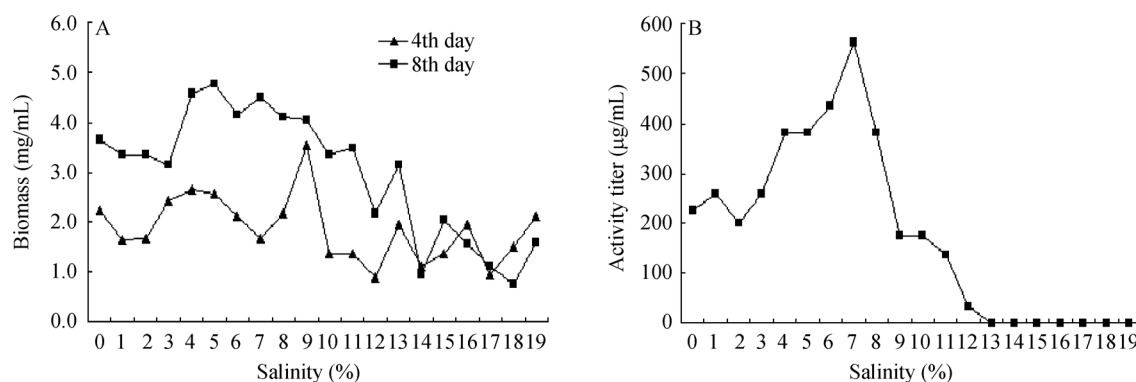 A
6.0
5.0
4.0
3.0
2.0
1.0
0.0
Biomass (mg/mL)
4th day
8th day
0 1 2 3 4 5 6 7 8 9 10 11 12 13 14 15 16 17 18 19
Salinity (%)
B
600
500
400
300
200
100
0
Activity titer (μg/mL)
0 1 2 3 4 5 6 7 8 9 10 11 12 13 14 15 16 17 18 19
Salinity (%)